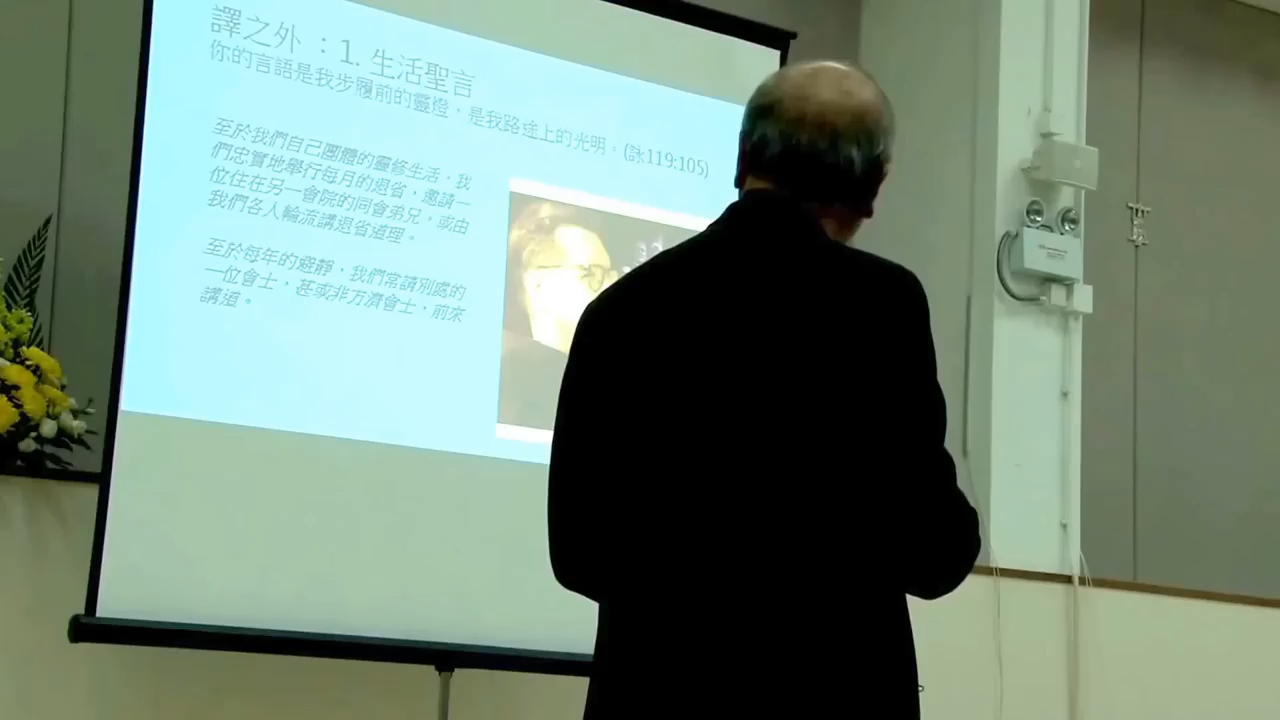 譯之外：1. 生活聖言
你的言語是我步履前的靈燈，是我路途上的光明。(詠119:105)
至於我們自己團體的靈修生活，我
們忠實地舉行每月的退省，邀請一
位住在另一會院的同會弟兄，或由
我們各人輪流講退省道理。
至於每年的避靜，我們常請別處的
一位會士，甚或非方濟會士，前來
講道。